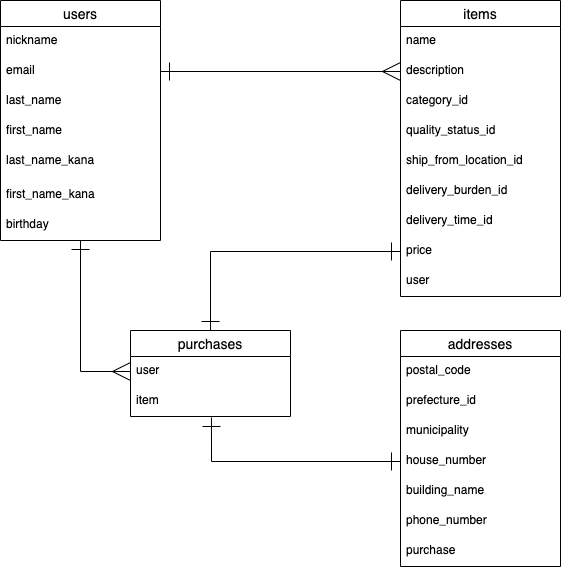 users
nickname
email
last_name
first_name
last_name_kana
first_name_kana
birthday
items
name
description
category_id
quality_status_id
ship_from_location_id
delivery_burden_id
delivery_time_id
price
user
purchases
user
item
addresses
postal_code
prefecture_id
municipality
house_number
building_name
phone_number
purchase